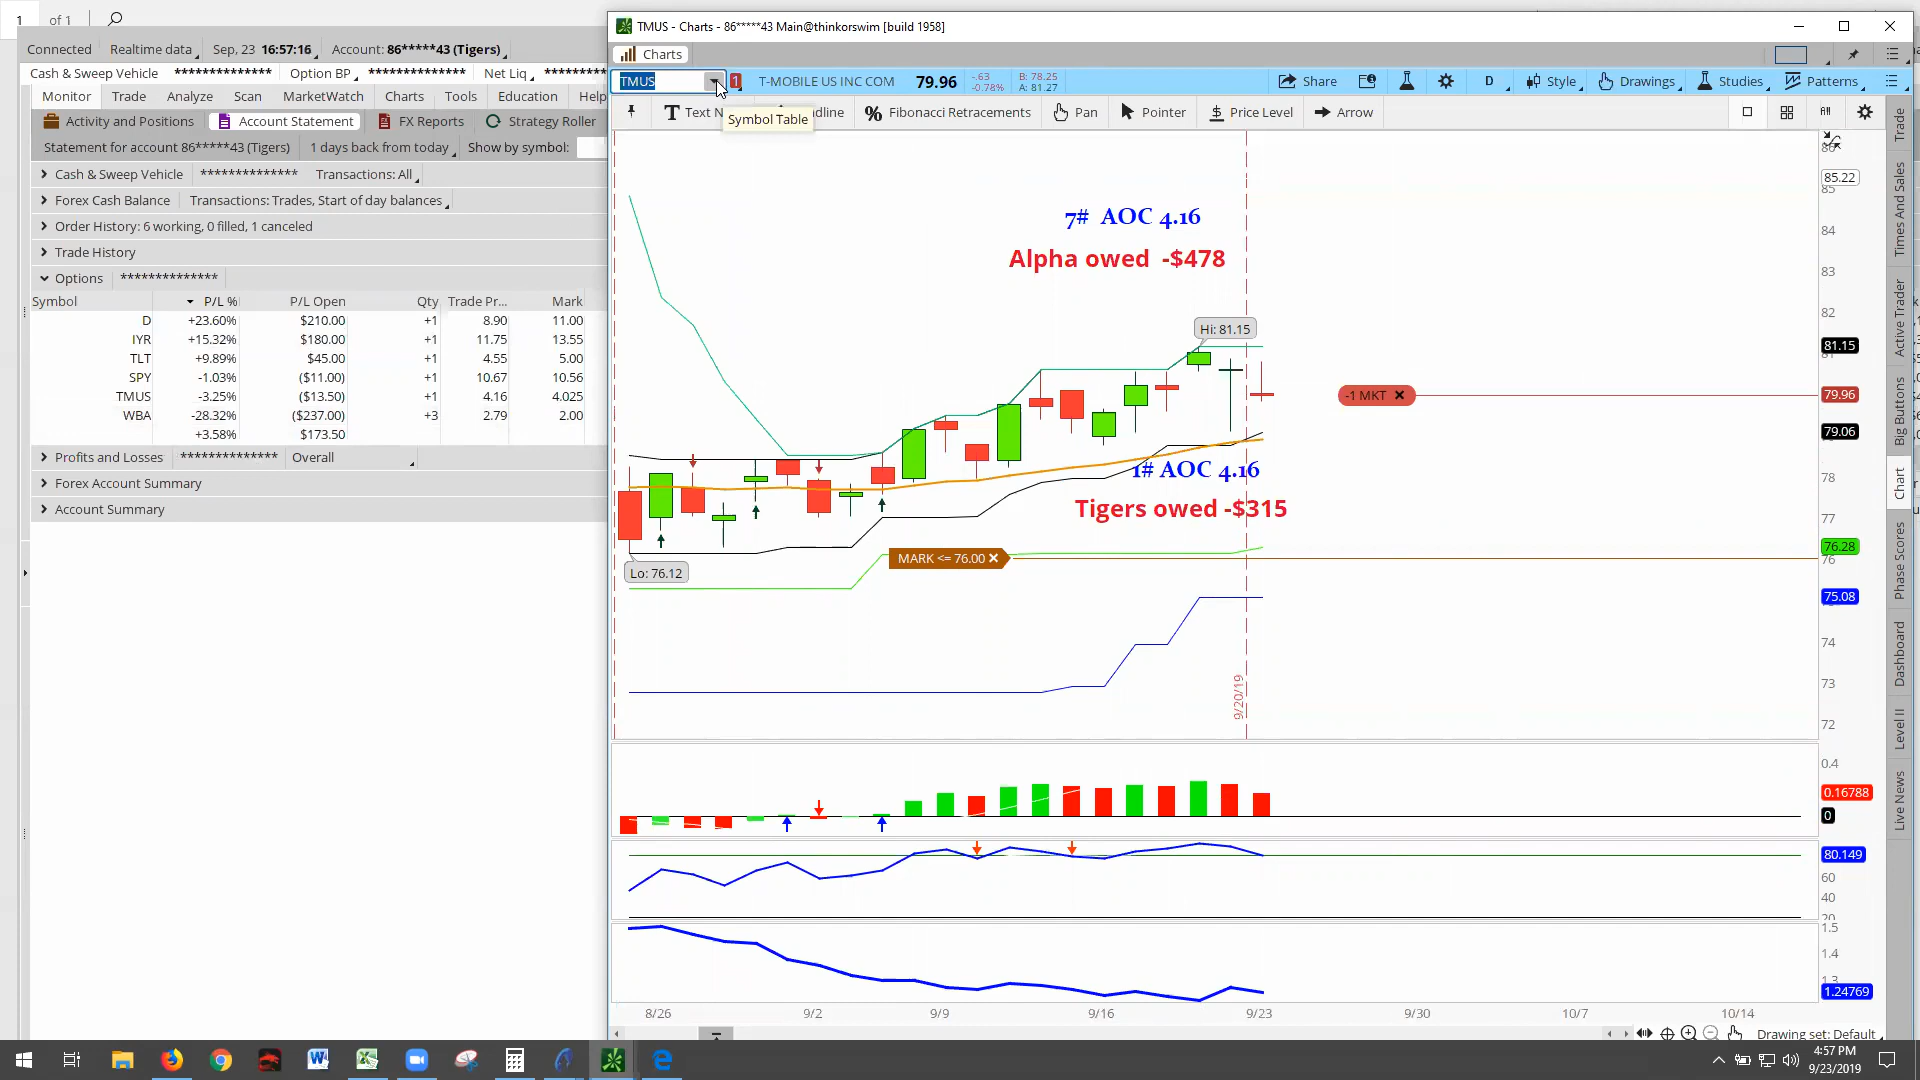 1 of 1
TMUS - Charts - 86*****43 Main@thinkorswim [build 1958]
Connected Realtime data Sep, 23 16:57:16 Account: 86*****43 (Tigers)
Charts
Cash & Sweep Vehicle ************** Option BP ************** Net Liq
TMUS 1 T-MOBILE US INC COM 79.96 -.63 -0.78% B: 78.25 A: 81.27 Share D Style Drawings Studies Patterns
Monitor Trade Analyze Scan MarketWatch Charts Tools Education Help
Text N Symbol Table dline Fibonacci Retracements Pan Pointer Price Level Arrow
Activity and Positions Account Statement FX Reports Strategy Roller
Statement for account 86*****43 (Tigers) 1 days back from today Show by symbol:
Cash & Sweep Vehicle ************** Transactions: All
Forex Cash Balance Transactions: Trades, Start of day balances
Order History: 6 working, 0 filled, 1 canceled
Trade History
Options **************
Symbol P/L % P/L Open Qty Trade Pr... Mark
D +23.60% $210.00 +1 8.90 11.00
IYR +15.32% $180.00 +1 11.75 13.55
TLT +9.89% $45.00 +1 4.55 5.00
SPY -1.03% ($11.00) +1 10.67 10.56
TMUS -3.25% ($13.50) +1 4.16 4.025
WBA -28.32% ($237.00) +3 2.79 2.00
+3.58% $173.50
Profits and Losses ************** Overall
Forex Account Summary
Account Summary
7# AOC 4.16
Alpha owed -$478
Hi: 81.15
-1 MKT
1# AOC 4.16
Tigers owed -$315
MARK <= 76.00
Lo: 76.12
9/20/19
86
85.22
85
84
83
82
81.15
81
79.96
79.06
78
77
76.28
76
75.08
74
73
72
0.4
0.16788
0
80.149
60
40
20
1.5
1.4
1.3
1.24769
8/26 9/2 9/9 9/16 9/23 9/30 10/7 10/14
Drawing set: Default
Trade
Times And Sales
Active Trader
Big Buttons
Chart
Phase Scores
Dashboard
Level II
Live News
4:57 PM
9/23/2019